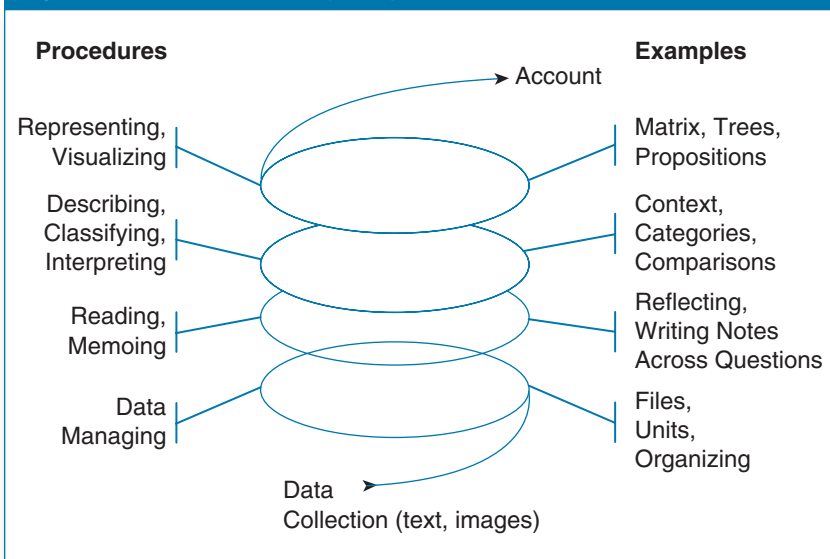 Procedures
Examples
Account
Representing,
Visualizing
Matrix, Trees,
Propositions
Describing,
Classifying,
Interpreting
Context,
Categories,
Comparisons
Reading,
Memoing
Reflecting,
Writing Notes
Across Questions
Data
Managing
Files,
Units,
Organizing
Data
Collection (text, images)